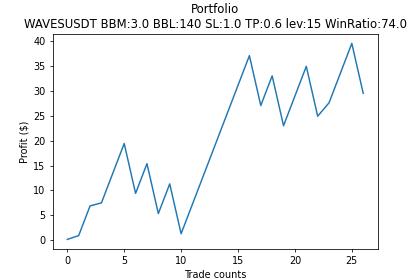 Portfolio
WAVESUSDT BBM:3.0 BBL:140 SL:1.0 TP:0.6 lev:15 WinRatio:74.0
40
35
30
25
20
15
10
5
0
Profit ($)
0 5 10 15 20 25
Trade counts